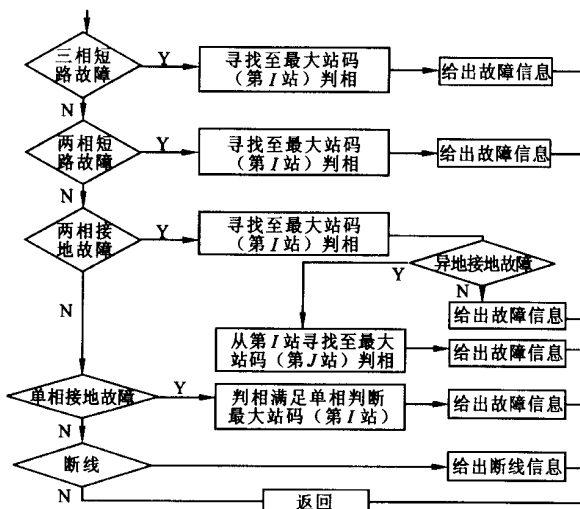 三相短
路故障
Y
寻找至最大站码
（第I站）判相
给出故障信息
N
两相短
路故障
Y
寻找至最大站码
（第I站）判相
给出故障信息
N
两相接
地故障
Y
寻找至最大站码
（第I站）判相
异地接地故障
Y
N
给出故障信息
N
从第I站寻找至最大
站码（第J站）判相
给出故障信息
单相接地故障
Y
判相满足单相判断
最大站码（第I站）
给出故障信息
N
断线
给出断线信息
N
返回